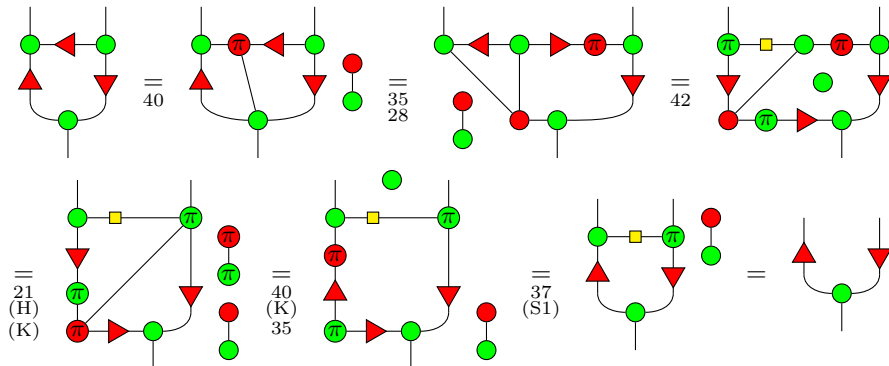 π π π π
= = = =
40 35 42
28
π
π π π
π π
π
= = = =
π π
21 40 37
(H) (K) (S1)
(K) 35
π π